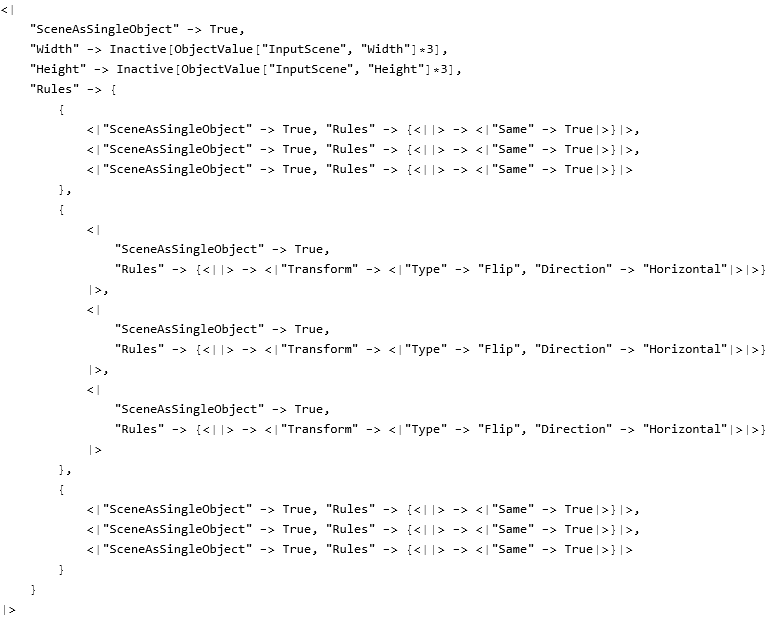 <|
    "SceneAsSingleObject" -> True,
    "Width" -> Inactive[ObjectValue["InputScene", "Width"]*3],
    "Height" -> Inactive[ObjectValue["InputScene", "Height"]*3],
    "Rules" -> {
        {
            <|"SceneAsSingleObject" -> True, "Rules" -> {<||> -> <|"Same" -> True|>}|>,
            <|"SceneAsSingleObject" -> True, "Rules" -> {<||> -> <|"Same" -> True|>}|>,
            <|"SceneAsSingleObject" -> True, "Rules" -> {<||> -> <|"Same" -> True|>}|>
        },
        {
            <|
                "SceneAsSingleObject" -> True,
                "Rules" -> {<||> -> <|"Transform" -> <|"Type" -> "Flip", "Direction" -> "Horizontal"|>|>}
            |>,
            <|
                "SceneAsSingleObject" -> True,
                "Rules" -> {<||> -> <|"Transform" -> <|"Type" -> "Flip", "Direction" -> "Horizontal"|>|>}
            |>,
            <|
                "SceneAsSingleObject" -> True,
                "Rules" -> {<||> -> <|"Transform" -> <|"Type" -> "Flip", "Direction" -> "Horizontal"|>|>}
            |>
        },
        {
            <|"SceneAsSingleObject" -> True, "Rules" -> {<||> -> <|"Same" -> True|>}|>,
            <|"SceneAsSingleObject" -> True, "Rules" -> {<||> -> <|"Same" -> True|>}|>,
            <|"SceneAsSingleObject" -> True, "Rules" -> {<||> -> <|"Same" -> True|>}|>
        }
    }
|>